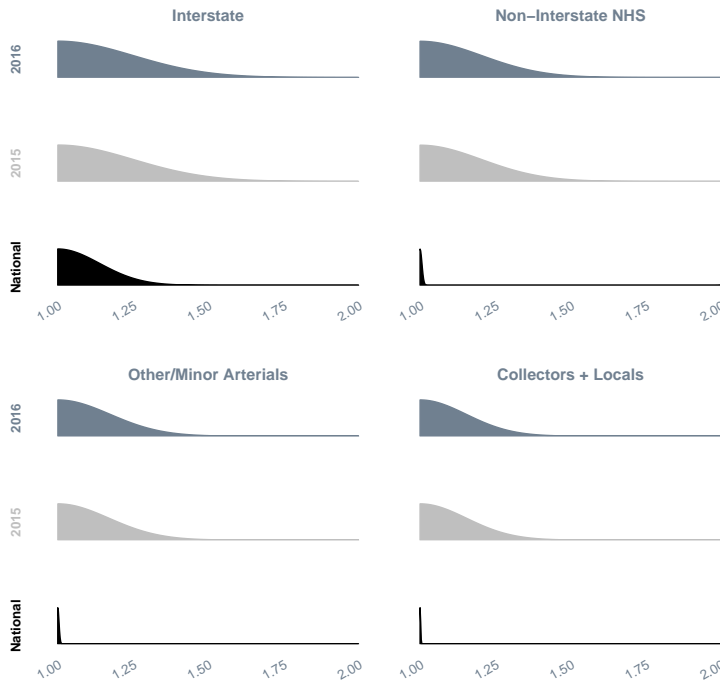 Interstate
Non–Interstate NHS
2016
2015
National
1.00 1.25 1.50 1.75 2.00
1.00 1.25 1.50 1.75 2.00
Other/Minor Arterials
Collectors + Locals
2016
2015
National
1.00 1.25 1.50 1.75 2.00
1.00 1.25 1.50 1.75 2.00